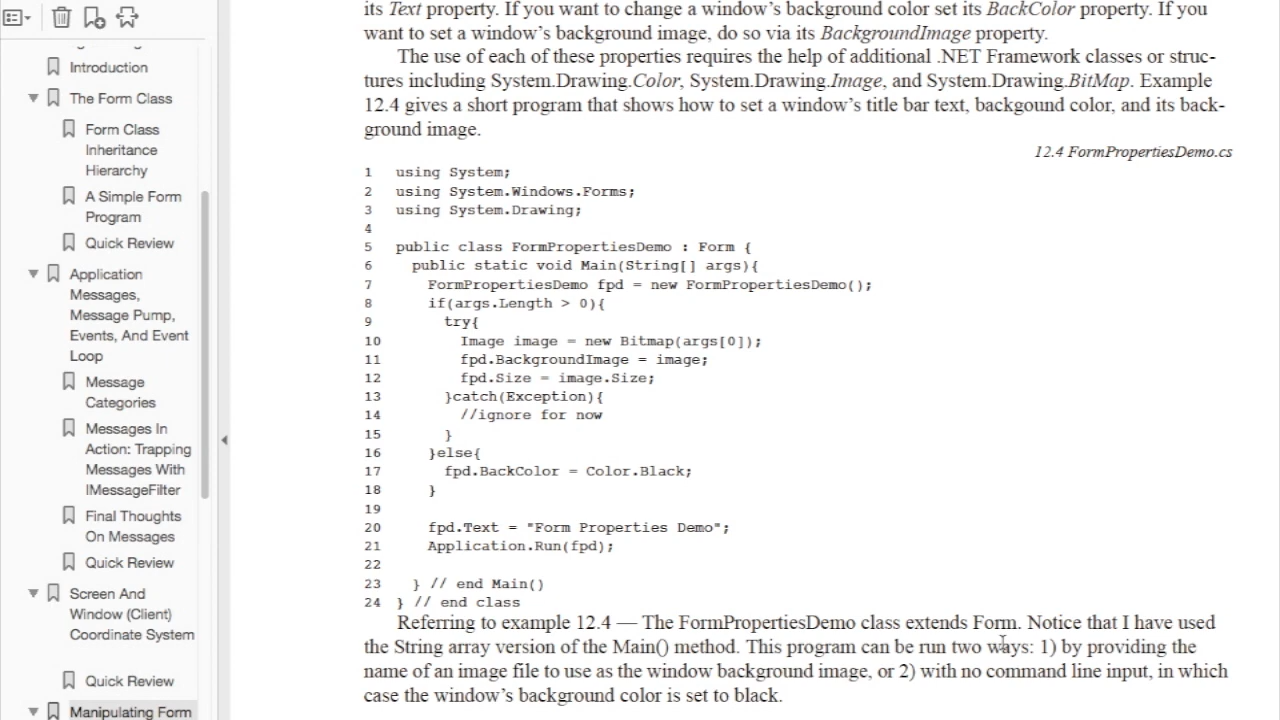 Introduction
The Form Class
Form Class
Inheritance
Hierarchy
A Simple Form
Program
Quick Review
Application
Messages,
Message Pump,
Events, And Event
Loop
Message
Categories
Messages In
Action: Trapping
Messages With
IMessageFilter
Final Thoughts
On Messages
Quick Review
Screen And
Window (Client)
Coordinate System
Quick Review
Manipulating Form
its Text property. If you want to change a window's background color set its BackColor property. If you
want to set a window's background image, do so via its BackgroundImage property.
The use of each of these properties requires the help of additional .NET Framework classes or struc-
tures including System.Drawing.Color, System.Drawing.Image, and System.Drawing.BitMap. Example
12.4 gives a short program that shows how to set a window's title bar text, backgound color, and its back-
ground image.
12.4 FormPropertiesDemo.cs
1 using System;
2 using System.Windows.Forms;
3 using System.Drawing;
4
5 public class FormPropertiesDemo : Form {
6 public static void Main(String[] args){
7 FormPropertiesDemo fpd = new FormPropertiesDemo();
8 if(args.Length > 0){
9 try{
10 Image image = new Bitmap(args[0]);
11 fpd.BackgroundImage = image;
12 fpd.Size = image.Size;
13 }catch(Exception){
14 //ignore for now
15 }
16 }else{
17 fpd.BackColor = Color.Black;
18 }
19
20 fpd.Text = "Form Properties Demo";
21 Application.Run(fpd);
22
23 } // end Main()
24 } // end class
Referring to example 12.4 — The FormPropertiesDemo class extends Form. Notice that I have used
the String array version of the Main() method. This program can be run two ways: 1) by providing the
name of an image file to use as the window background image, or 2) with no command line input, in which
case the window's background color is set to black.